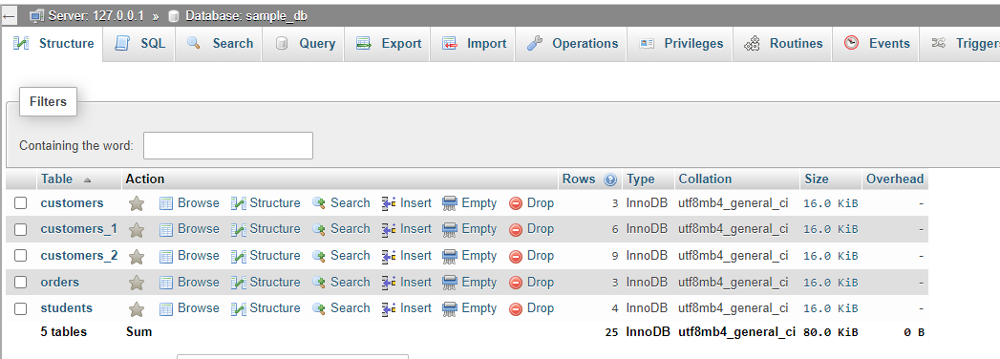 ← Server: 127.0.0.1 » Database: sample_db
Structure SQL Search Query Export Import Operations Privileges Routines Events Trigger
Filters
Containing the word:
Table Action Rows Type Collation Size Overhead
customers Browse Structure Search Insert Empty Drop 3 InnoDB utf8mb4_general_ci 16.0 KiB -
customers_1 Browse Structure Search Insert Empty Drop 6 InnoDB utf8mb4_general_ci 16.0 KiB -
customers_2 Browse Structure Search Insert Empty Drop 9 InnoDB utf8mb4_general_ci 16.0 KiB -
orders Browse Structure Search Insert Empty Drop 3 InnoDB utf8mb4_general_ci 16.0 KiB -
students Browse Structure Search Insert Empty Drop 4 InnoDB utf8mb4_general_ci 16.0 KiB -
5 tables Sum 25 InnoDB utf8mb4_general_ci 80.0 KiB 0 B